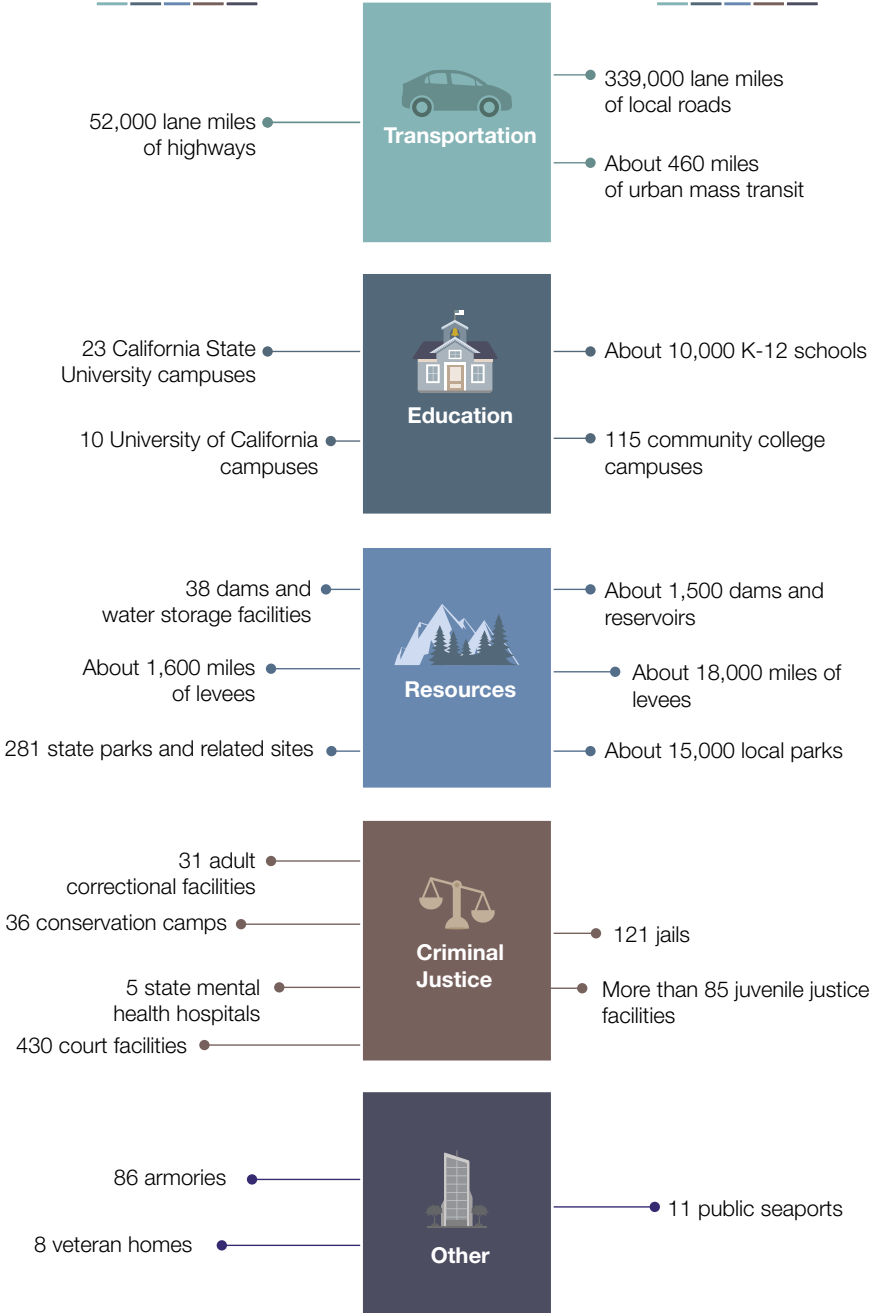 52,000 lane miles
of highways
Transportation
339,000 lane miles
of local roads
About 460 miles
of urban mass transit
23 California State
University campuses
10 University of California
campuses
Education
About 10,000 K-12 schools
115 community college
campuses
38 dams and
water storage facilities
About 1,600 miles
of levees
281 state parks and related sites
Resources
About 1,500 dams and
reservoirs
About 18,000 miles of
levees
About 15,000 local parks
31 adult
correctional facilities
36 conservation camps
5 state mental
health hospitals
430 court facilities
Criminal
Justice
121 jails
More than 85 juvenile justice
facilities
86 armories
8 veteran homes
Other
11 public seaports